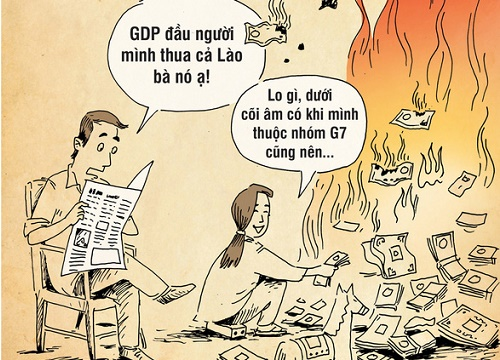 GDP đầu người
mình thua cả Lào
bà nó ạ!
Lo gì, dưới
cõi âm có khi mình
thuộc nhóm G7
cũng nên...